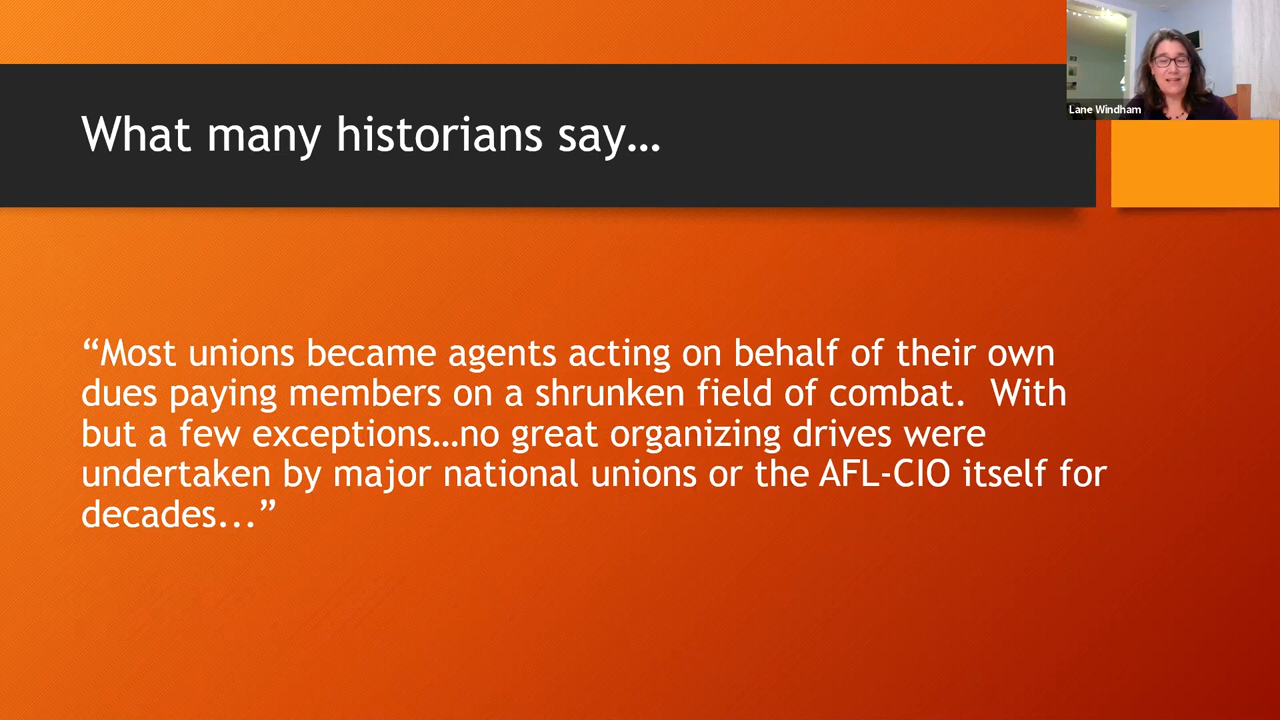 What many historians say…
Lane Windham
“Most unions became agents acting on behalf of their own
dues paying members on a shrunken field of combat.  With
but a few exceptions…no great organizing drives were
undertaken by major national unions or the AFL-CIO itself for
decades...”